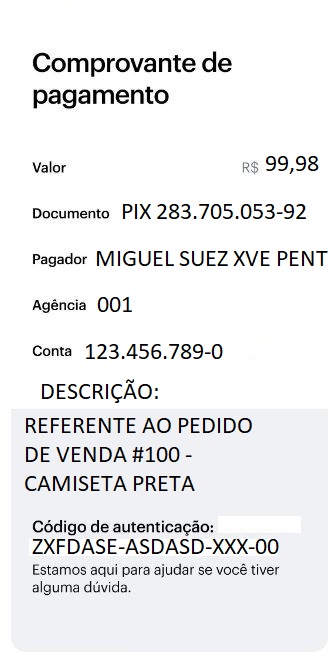 Comprovante de
pagamento
Valor R$ 99,98
Documento PIX 283.705.053-92
Pagador MIGUEL SUEZ XVE PENT
Agência 001
Conta 123.456.789-0
DESCRIÇÃO:
REFERENTE AO PEDIDO
DE VENDA #100 -
CAMISETA PRETA
Código de autenticação:
ZXFDASE-ASDASD-XXX-00
Estamos aqui para ajudar se você tiver
alguma dúvida.